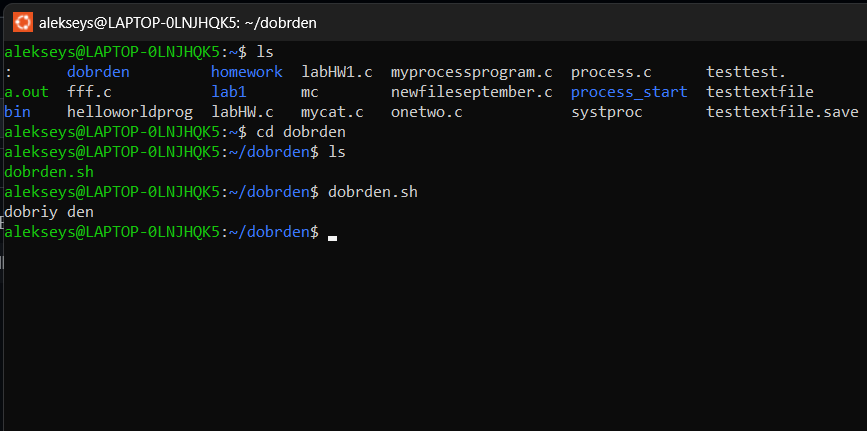 alekseys@LAPTOP-0LNJHQK5: ~/dobrden
alekseys@LAPTOP-0LNJHQK5:~$ ls
: dobrden homework labHW1.c myprocessprogram.c process.c testtest.
a.out fff.c lab1 mc newfileseptember.c process_start testtextfile
bin helloworldprog labHW.c mycat.c onetwo.c systproc testtextfile.save
alekseys@LAPTOP-0LNJHQK5:~$ cd dobrden
alekseys@LAPTOP-0LNJHQK5:~/dobrden$ ls
dobrden.sh
alekseys@LAPTOP-0LNJHQK5:~/dobrden$ dobrden.sh
dobriy den
alekseys@LAPTOP-0LNJHQK5:~/dobrden$